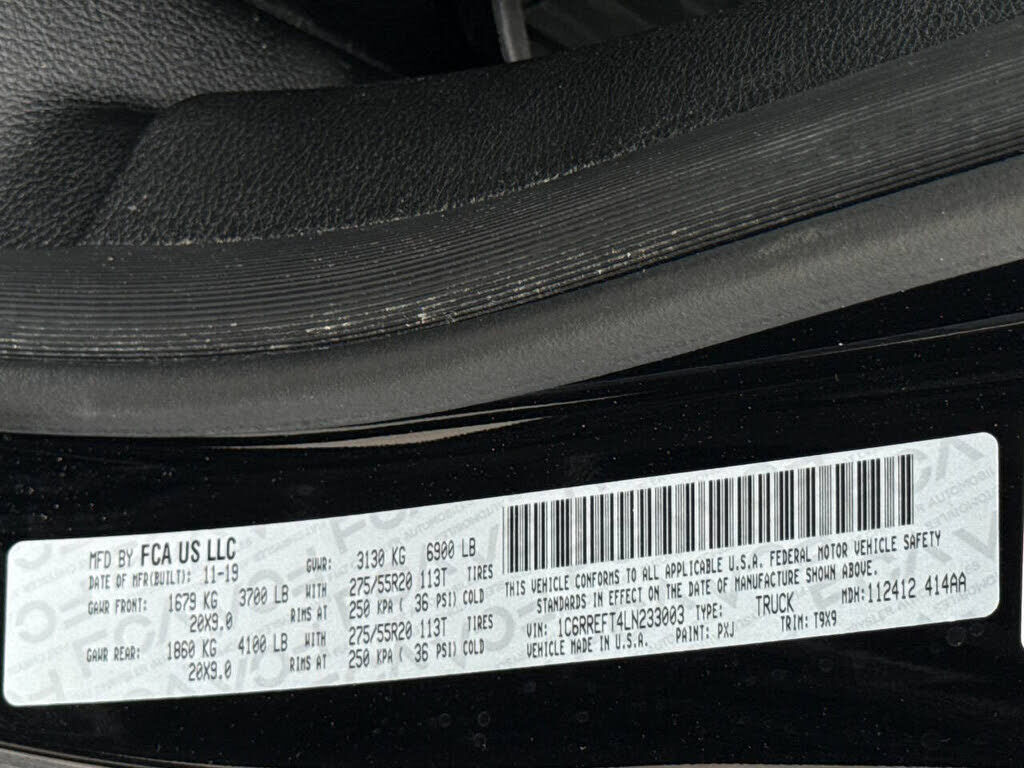 MFD BY FCA US LLC
DATE OF MFR(BUILT): 11-19 GVWR: 3130 KG 6900 LB
GAWR FRONT: 1679 KG 3700 LB WITH 275/55R20 113T TIRES
20X9.0 RIMS AT 250 KPA ( 36 PSI) COLD
GAWR REAR: 1860 KG 4100 LB WITH 275/55R20 113T TIRES
20X9.0 RIMS AT 250 KPA ( 36 PSI) COLD
THIS VEHICLE CONFORMS TO ALL APPLICABLE U.S.A. FEDERAL MOTOR VEHICLE SAFETY
STANDARDS IN EFFECT ON THE DATE OF MANUFACTURE SHOWN ABOVE.
VIN: 1C6RREFT4LN233003 TYPE: TRUCK MDH: 112412 414AA
VEHICLE MADE IN U.S.A. PAINT: PXJ TRIM: T9X9